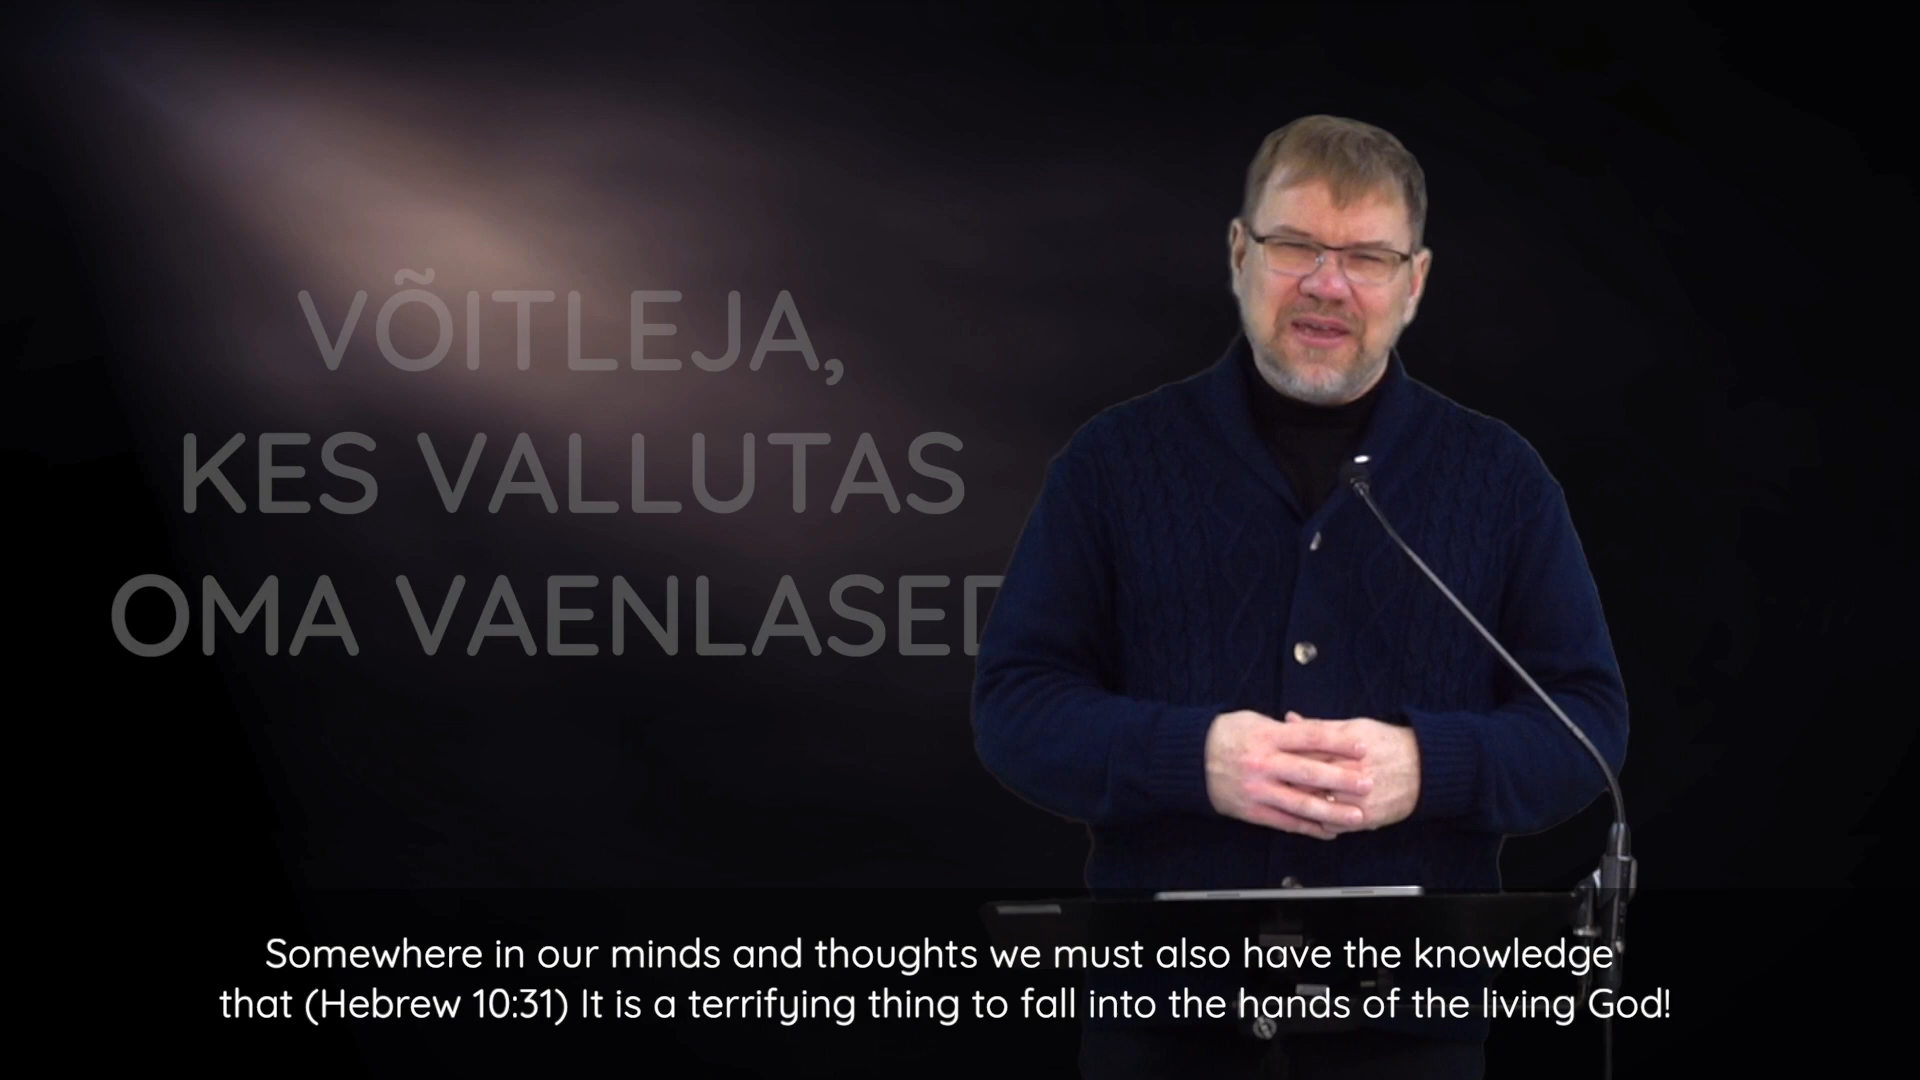 VÕITLEJA,
KES VALLUTAS
OMA VAENLASED
Somewhere in our minds and thoughts we must also have the knowledge
that (Hebrew 10:31) It is a terrifying thing to fall into the hands of the living God!